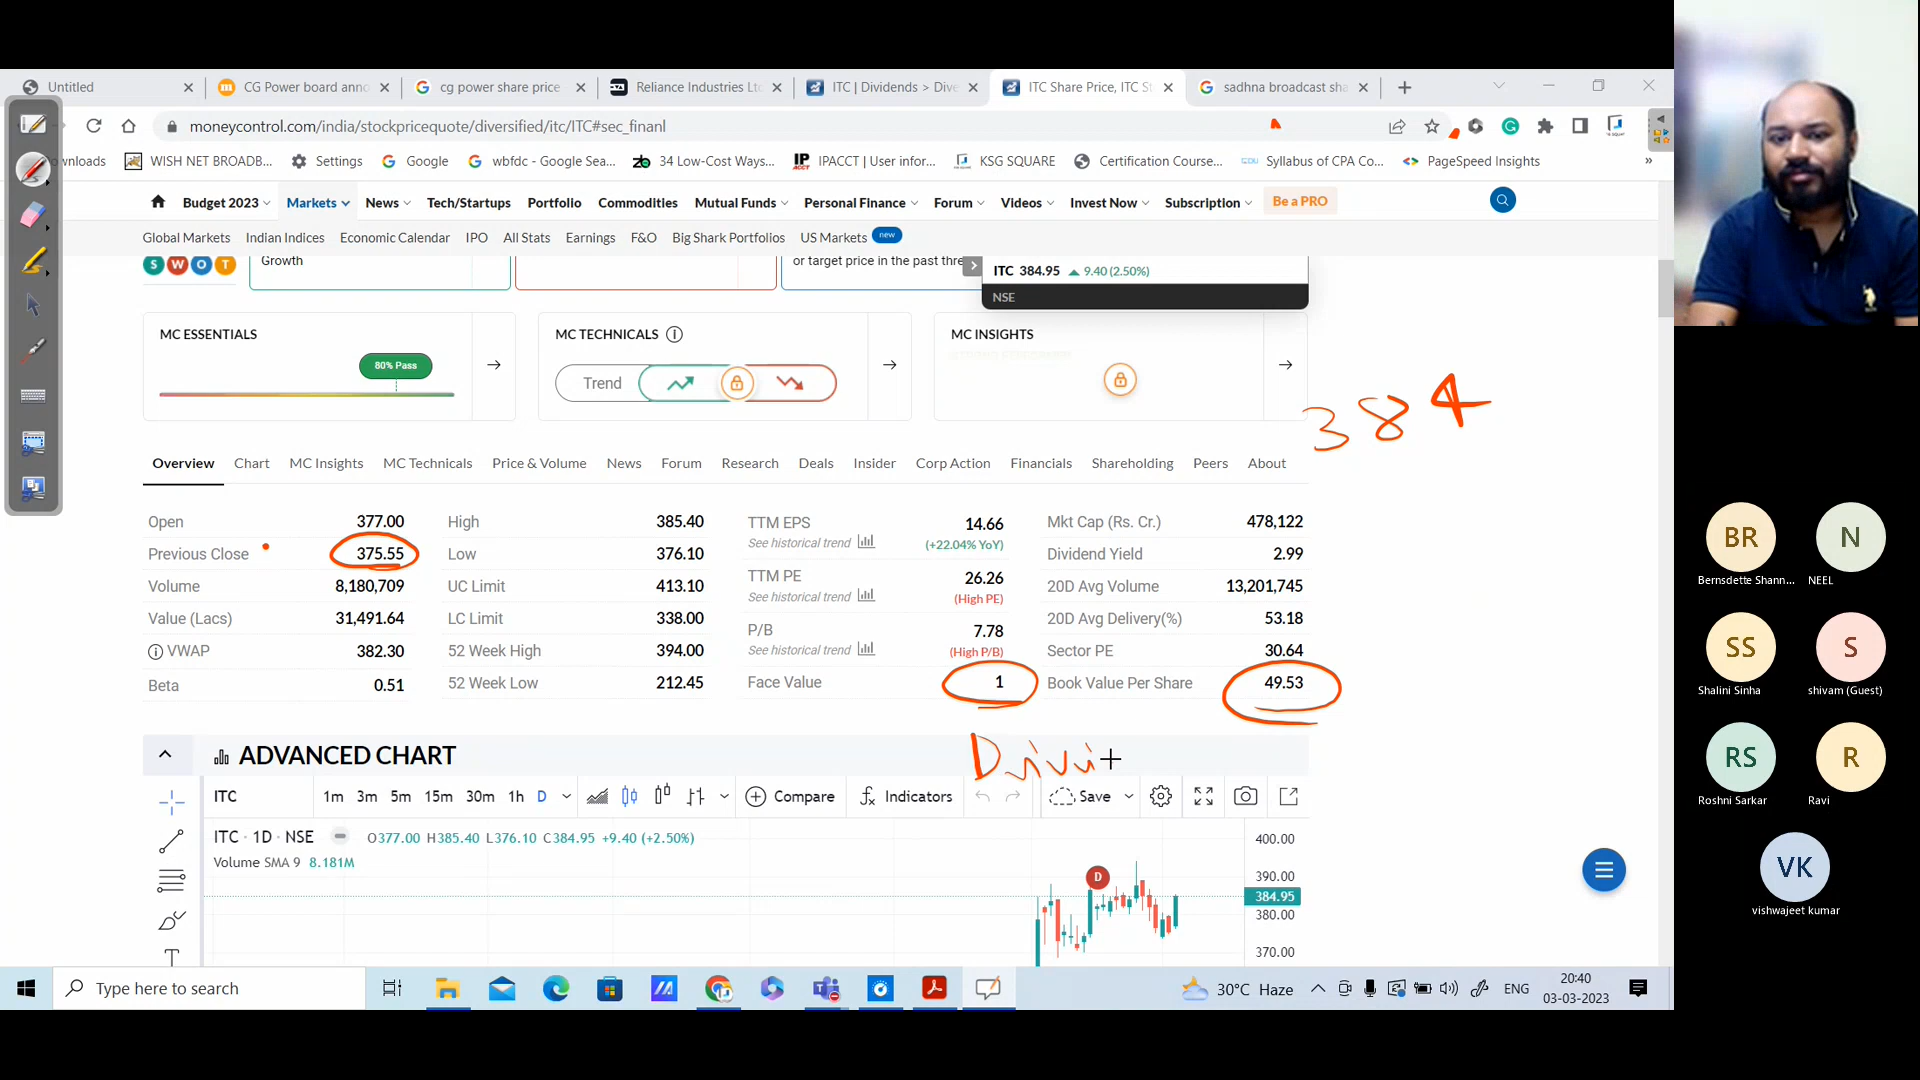 Untitled
CG Power board anno
cg power share price
Reliance Industries Lt
ITC | Dividends > Dive
ITC Share Price, ITC St
sadhna broadcast sha
moneycontrol.com/india/stockpricequote/diversified/itc/ITC#sec_finanl
wnloads
WISH NET BROADB...
Settings
Google
wbfdc - Google Sea...
34 Low-Cost Ways...
IPACCT | User infor...
KSG SQUARE
Certification Course...
Syllabus of CPA Co...
PageSpeed Insights
»
Budget 2023
Markets
News
Tech/Startups
Portfolio
Commodities
Mutual Funds
Personal Finance
Forum
Videos
Invest Now
Subscription
Be a PRO
Global Markets
Indian Indices
Economic Calendar
IPO
All Stats
Earnings
F&O
Big Shark Portfolios
US Markets
new
S W O T
Growth
or target price in the past thre
ITC 384.95 ▲ 9.40 (2.50%)
NSE
MC ESSENTIALS
80% Pass
MC TECHNICALS
Trend
MC INSIGHTS
384
Overview
Chart
MC Insights
MC Technicals
Price & Volume
News
Forum
Research
Deals
Insider
Corp Action
Financials
Shareholding
Peers
About
Open 377.00
Previous Close 375.55
Volume 8,180,709
Value (Lacs) 31,491.64
VWAP 382.30
Beta 0.51
High 385.40
Low 376.10
UC Limit 413.10
LC Limit 338.00
52 Week High 394.00
52 Week Low 212.45
TTM EPS 14.66
See historical trend (+22.04% YoY)
TTM PE 26.26
See historical trend (High PE)
P/B 7.78
See historical trend (High P/B)
Face Value 1
Mkt Cap (Rs. Cr.) 478,122
Dividend Yield 2.99
20D Avg Volume 13,201,745
20D Avg Delivery(%) 53.18
Sector PE 30.64
Book Value Per Share 49.53
ADVANCED CHART
ITC
1m 3m 5m 15m 30m 1h D
Compare
Indicators
Save
ITC · 1D · NSE O377.00 H385.40 L376.10 C384.95 +9.40 (+2.50%)
Volume SMA 9 8.181M
D
400.00
390.00
384.95
380.00
370.00
Type here to search
30°C Haze
ENG
20:40
03-03-2023
BR
Bernsdette Shann...
N
NEEL
SS
Shalini Sinha
S
shivam (Guest)
RS
Roshni Sarkar
R
Ravi
VK
vishwajeet kumar